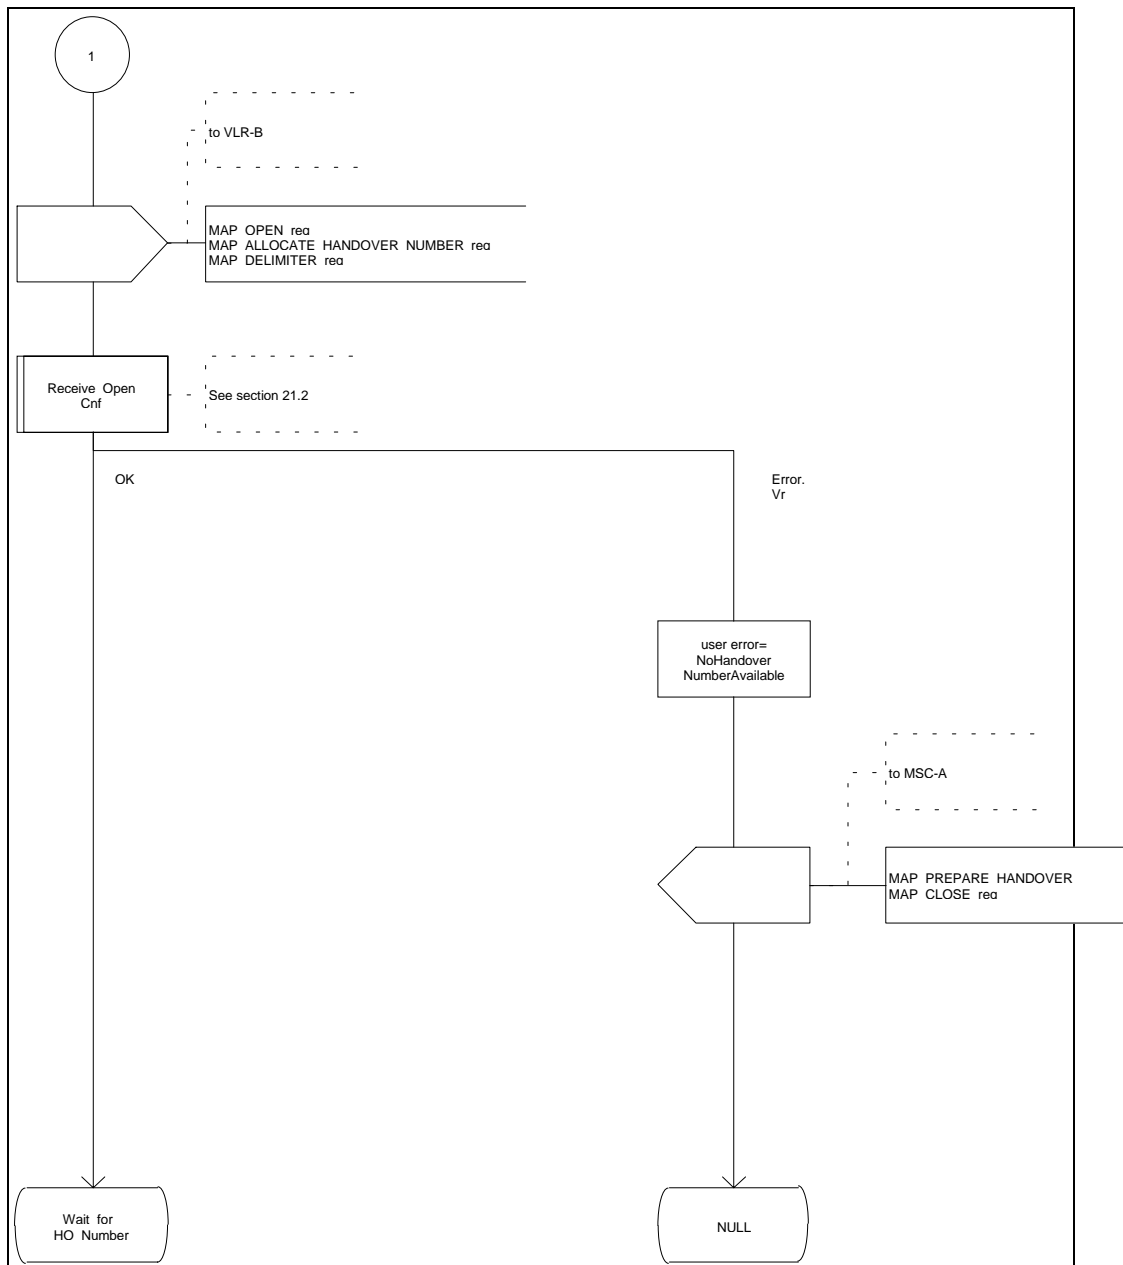 1
to VLR-B
MAP OPEN req
MAP ALLOCATE HANDOVER NUMBER req
MAP DELIMITER req
Receive Open
Cnf
See section 21.2
OK
Error.
Vr
user error=
NoHandover
NumberAvailable
to MSC-A
MAP PREPARE HANDOVER
MAP CLOSE req
Wait for
HO Number
NULL